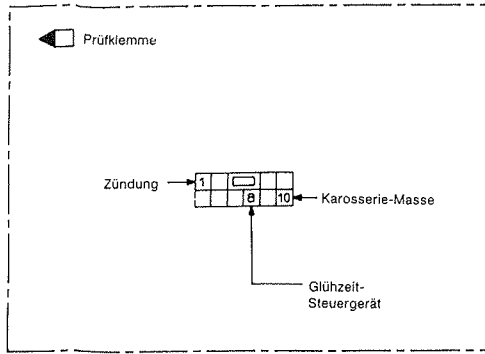 Prüfklemme
Zündung
1
8
10
Karosserie-Masse
Glühzeit-
Steuergerät